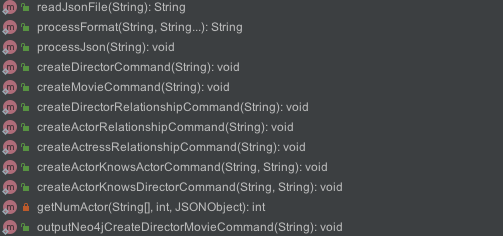 readJsonFile(String): String
processFormat(String, String...): String
processJson(String): void
createDirectorCommand(String): void
createMovieCommand(String): void
createDirectorRelationshipCommand(String): void
createActorRelationshipCommand(String): void
createActressRelationshipCommand(String): void
createActorKnowsActorCommand(String, String): void
createActorKnowsDirectorCommand(String, String): void
getNumActor(String[], int, JSONObject): int
outputNeo4jCreateDirectorMovieCommand(String): void